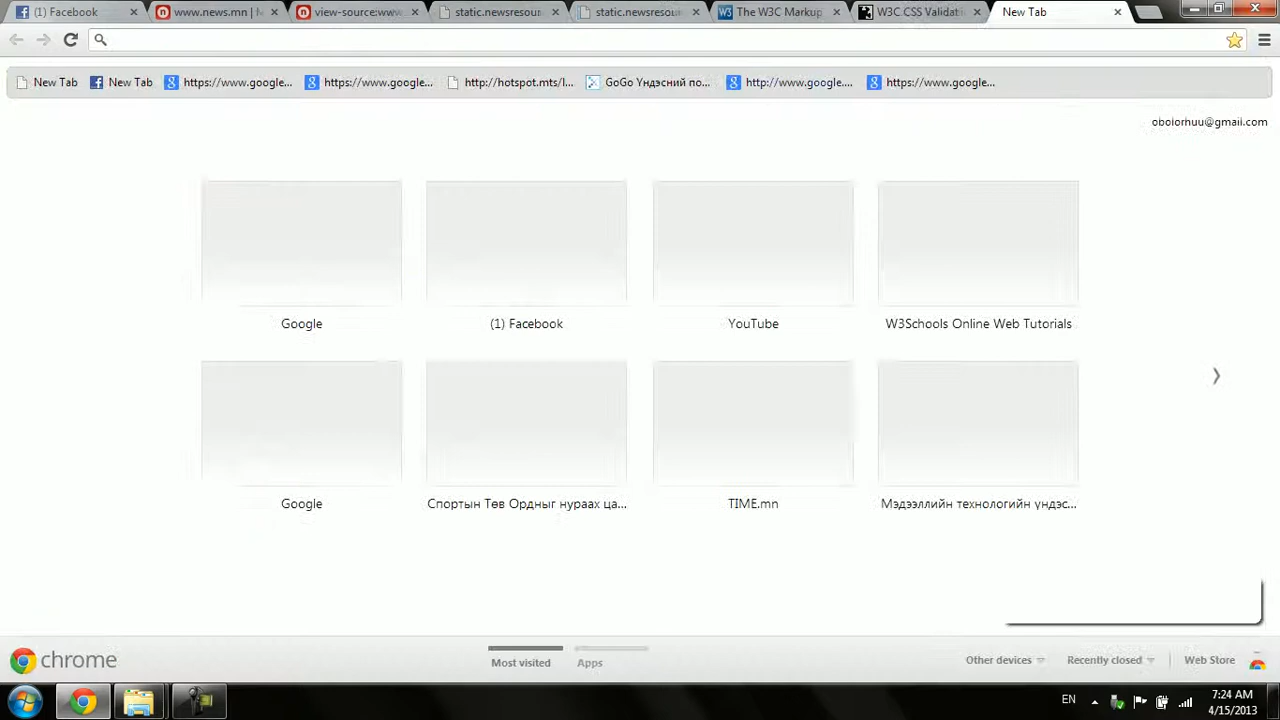 (1) Facebook
www.news.mn | M
view-source:www.
static.newsresour
static.newsresou
The W3C Markup
W3C CSS Validati
New Tab
New Tab
New Tab
https://www.google...
https://www.google...
http://hotspot.mts/l...
GoGo Үндэсний по...
http://www.google....
https://www.google...
oboiorhuu@gmail.com
Google
(1) Facebook
YouTube
W3Schools Online Web Tutorials
Google
Спортын Төв Ордныг нураах ца...
TIME.mn
Мэдээллийн технологийн үндэс...
chrome
Most visited
Apps
Other devices
Recently closed
Web Store
EN
7:24 AM
4/15/2013